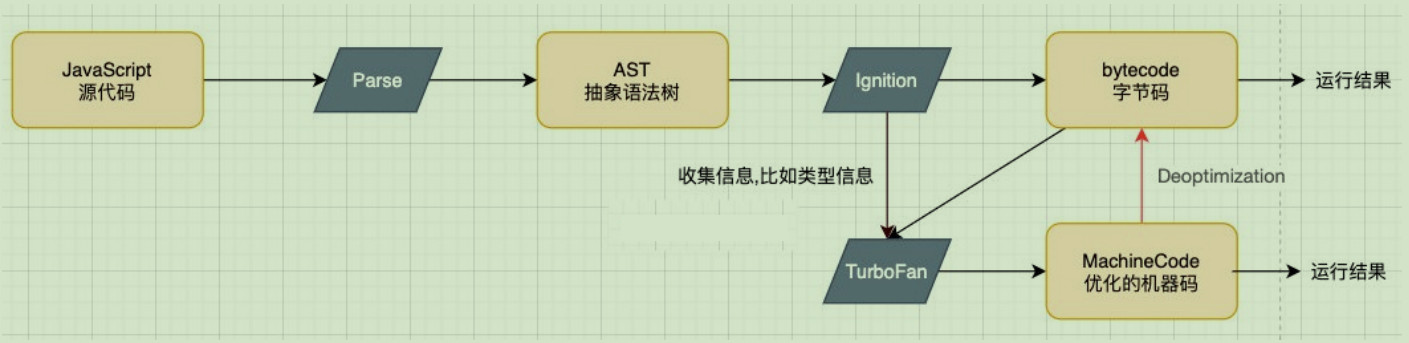 JavaScript
源代码
Parse
AST
抽象语法树
Ignition
bytecode
字节码
运行结果
收集信息,比如类型信息
Deoptimization
TurboFan
MachineCode
优化的机器码
运行结果